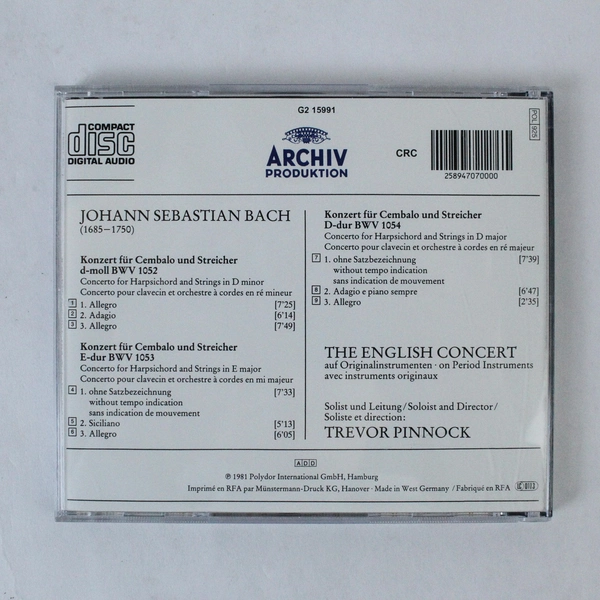 G2 15991
COMPACT
disc
DIGITAL AUDIO
ARCHIV
PRODUKTION
CRC
258947070000
POL 925
JOHANN SEBASTIAN BACH
(1685–1750)
Konzert für Cembalo und Streicher
d-moll BWV 1052
Concerto for Harpsichord and Strings in D minor
Concerto pour clavecin et orchestre à cordes en ré mineur
1 1. Allegro [7'25]
2 2. Adagio [6'14]
3 3. Allegro [7'49]
Konzert für Cembalo und Streicher
E-dur BWV 1053
Concerto for Harpsichord and Strings in E major
Concerto pour clavecin et orchestre à cordes en mi majeur
4 1. ohne Satzbezeichnung [7'33]
without tempo indication
sans indication de mouvement
5 2. Siciliano [5'13]
6 3. Allegro [6'05]
Konzert für Cembalo und Streicher
D-dur BWV 1054
Concerto for Harpsichord and Strings in D major
Concerto pour clavecin et orchestre à cordes en ré majeur
7 1. ohne Satzbezeichnung [7'39]
without tempo indication
sans indication de mouvement
8 2. Adagio e piano sempre [6'47]
9 3. Allegro [2'35]
THE ENGLISH CONCERT
auf Originalinstrumenten · on Period Instruments
avec instruments originaux
Solist und Leitung/Soloist and Director/
Soliste et direction:
TREVOR PINNOCK
ADD
℗ 1981 Polydor International GmbH, Hamburg
Imprimé en RFA par Münstermann-Druck KG, Hanover · Made in West Germany / Fabriqué en RFA